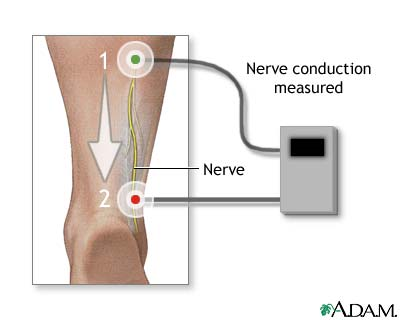 1
Nerve conduction
measured
Nerve
2
A.D.A.M.